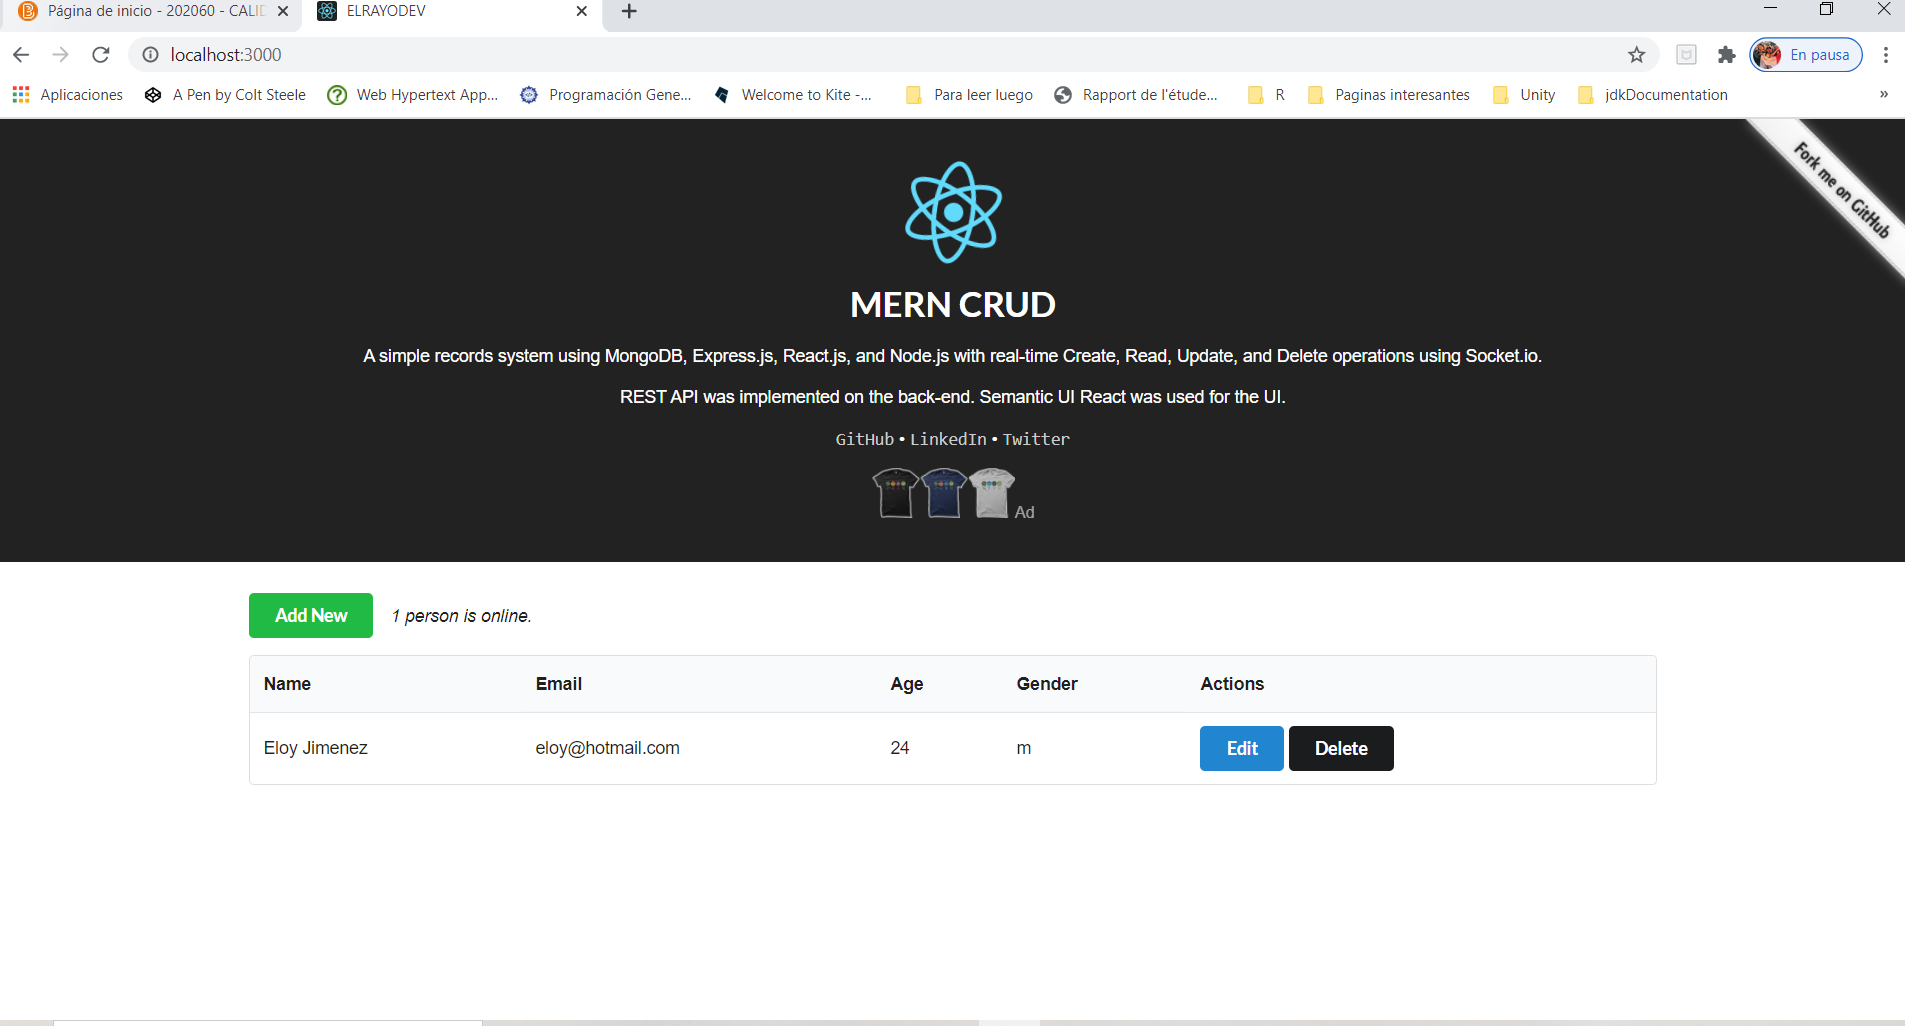 Página de inicio - 202060 - CALID
ELRAYODEV
localhost:3000
En pausa
Aplicaciones
A Pen by Colt Steele
Web Hypertext App...
Programación Gene...
Welcome to Kite -...
Para leer luego
Rapport de l'étude...
R
Paginas interesantes
Unity
jdkDocumentation
»
Fork me on GitHub
MERN CRUD
A simple records system using MongoDB, Express.js, React.js, and Node.js with real-time Create, Read, Update, and Delete operations using Socket.io.
REST API was implemented on the back-end. Semantic UI React was used for the UI.
GitHub • LinkedIn • Twitter
Ad
Add New 1 person is online.
Name Email Age Gender Actions
Eloy Jimenez eloy@hotmail.com 24 m Edit Delete